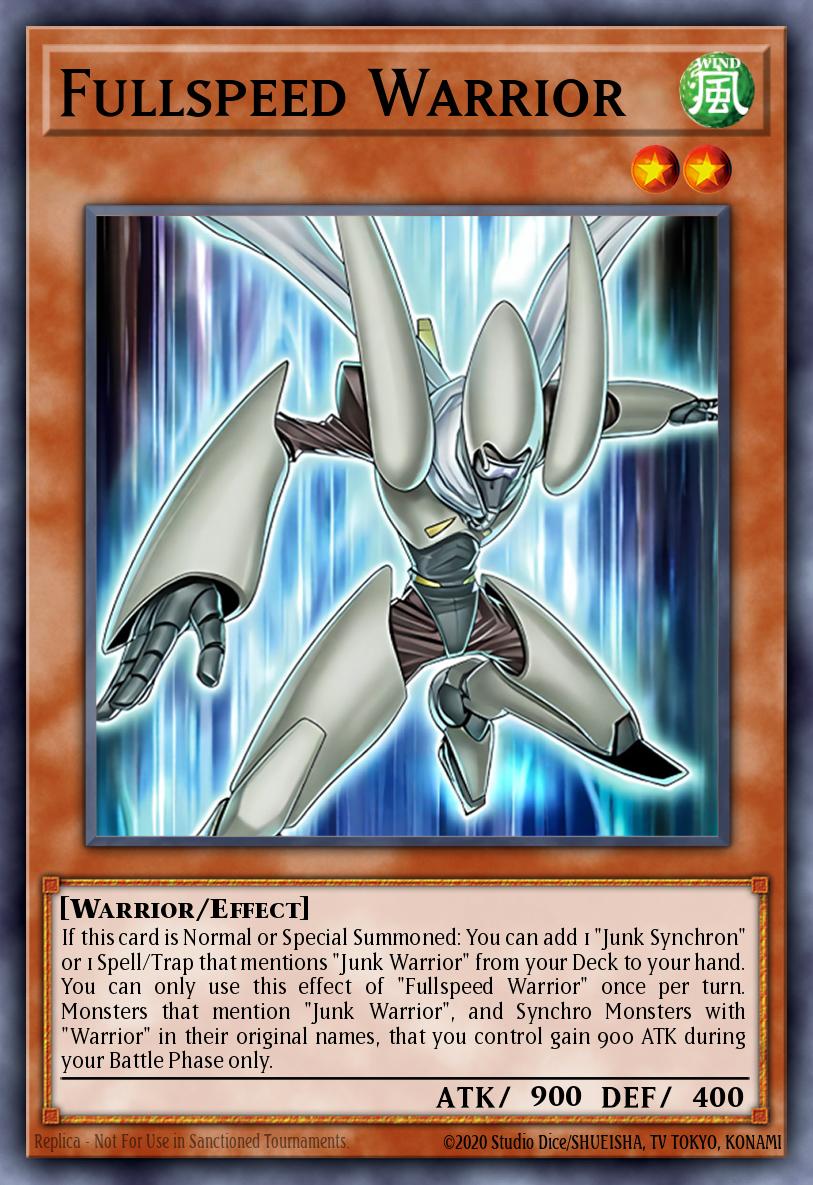 Fullspeed Warrior
WIND
風
[Warrior/Effect]
If this card is Normal or Special Summoned: You can add 1 "Junk Synchron"
or 1 Spell/Trap that mentions "Junk Warrior" from your Deck to your hand.
You can only use this effect of "Fullspeed Warrior" once per turn.
Monsters that mention "Junk Warrior", and Synchro Monsters with
"Warrior" in their original names, that you control gain 900 ATK during
your Battle Phase only.
ATK/ 900 DEF/ 400
Replica - Not For Use in Sanctioned Tournaments.
©2020 Studio Dice/SHUEISHA, TV TOKYO, KONAMI